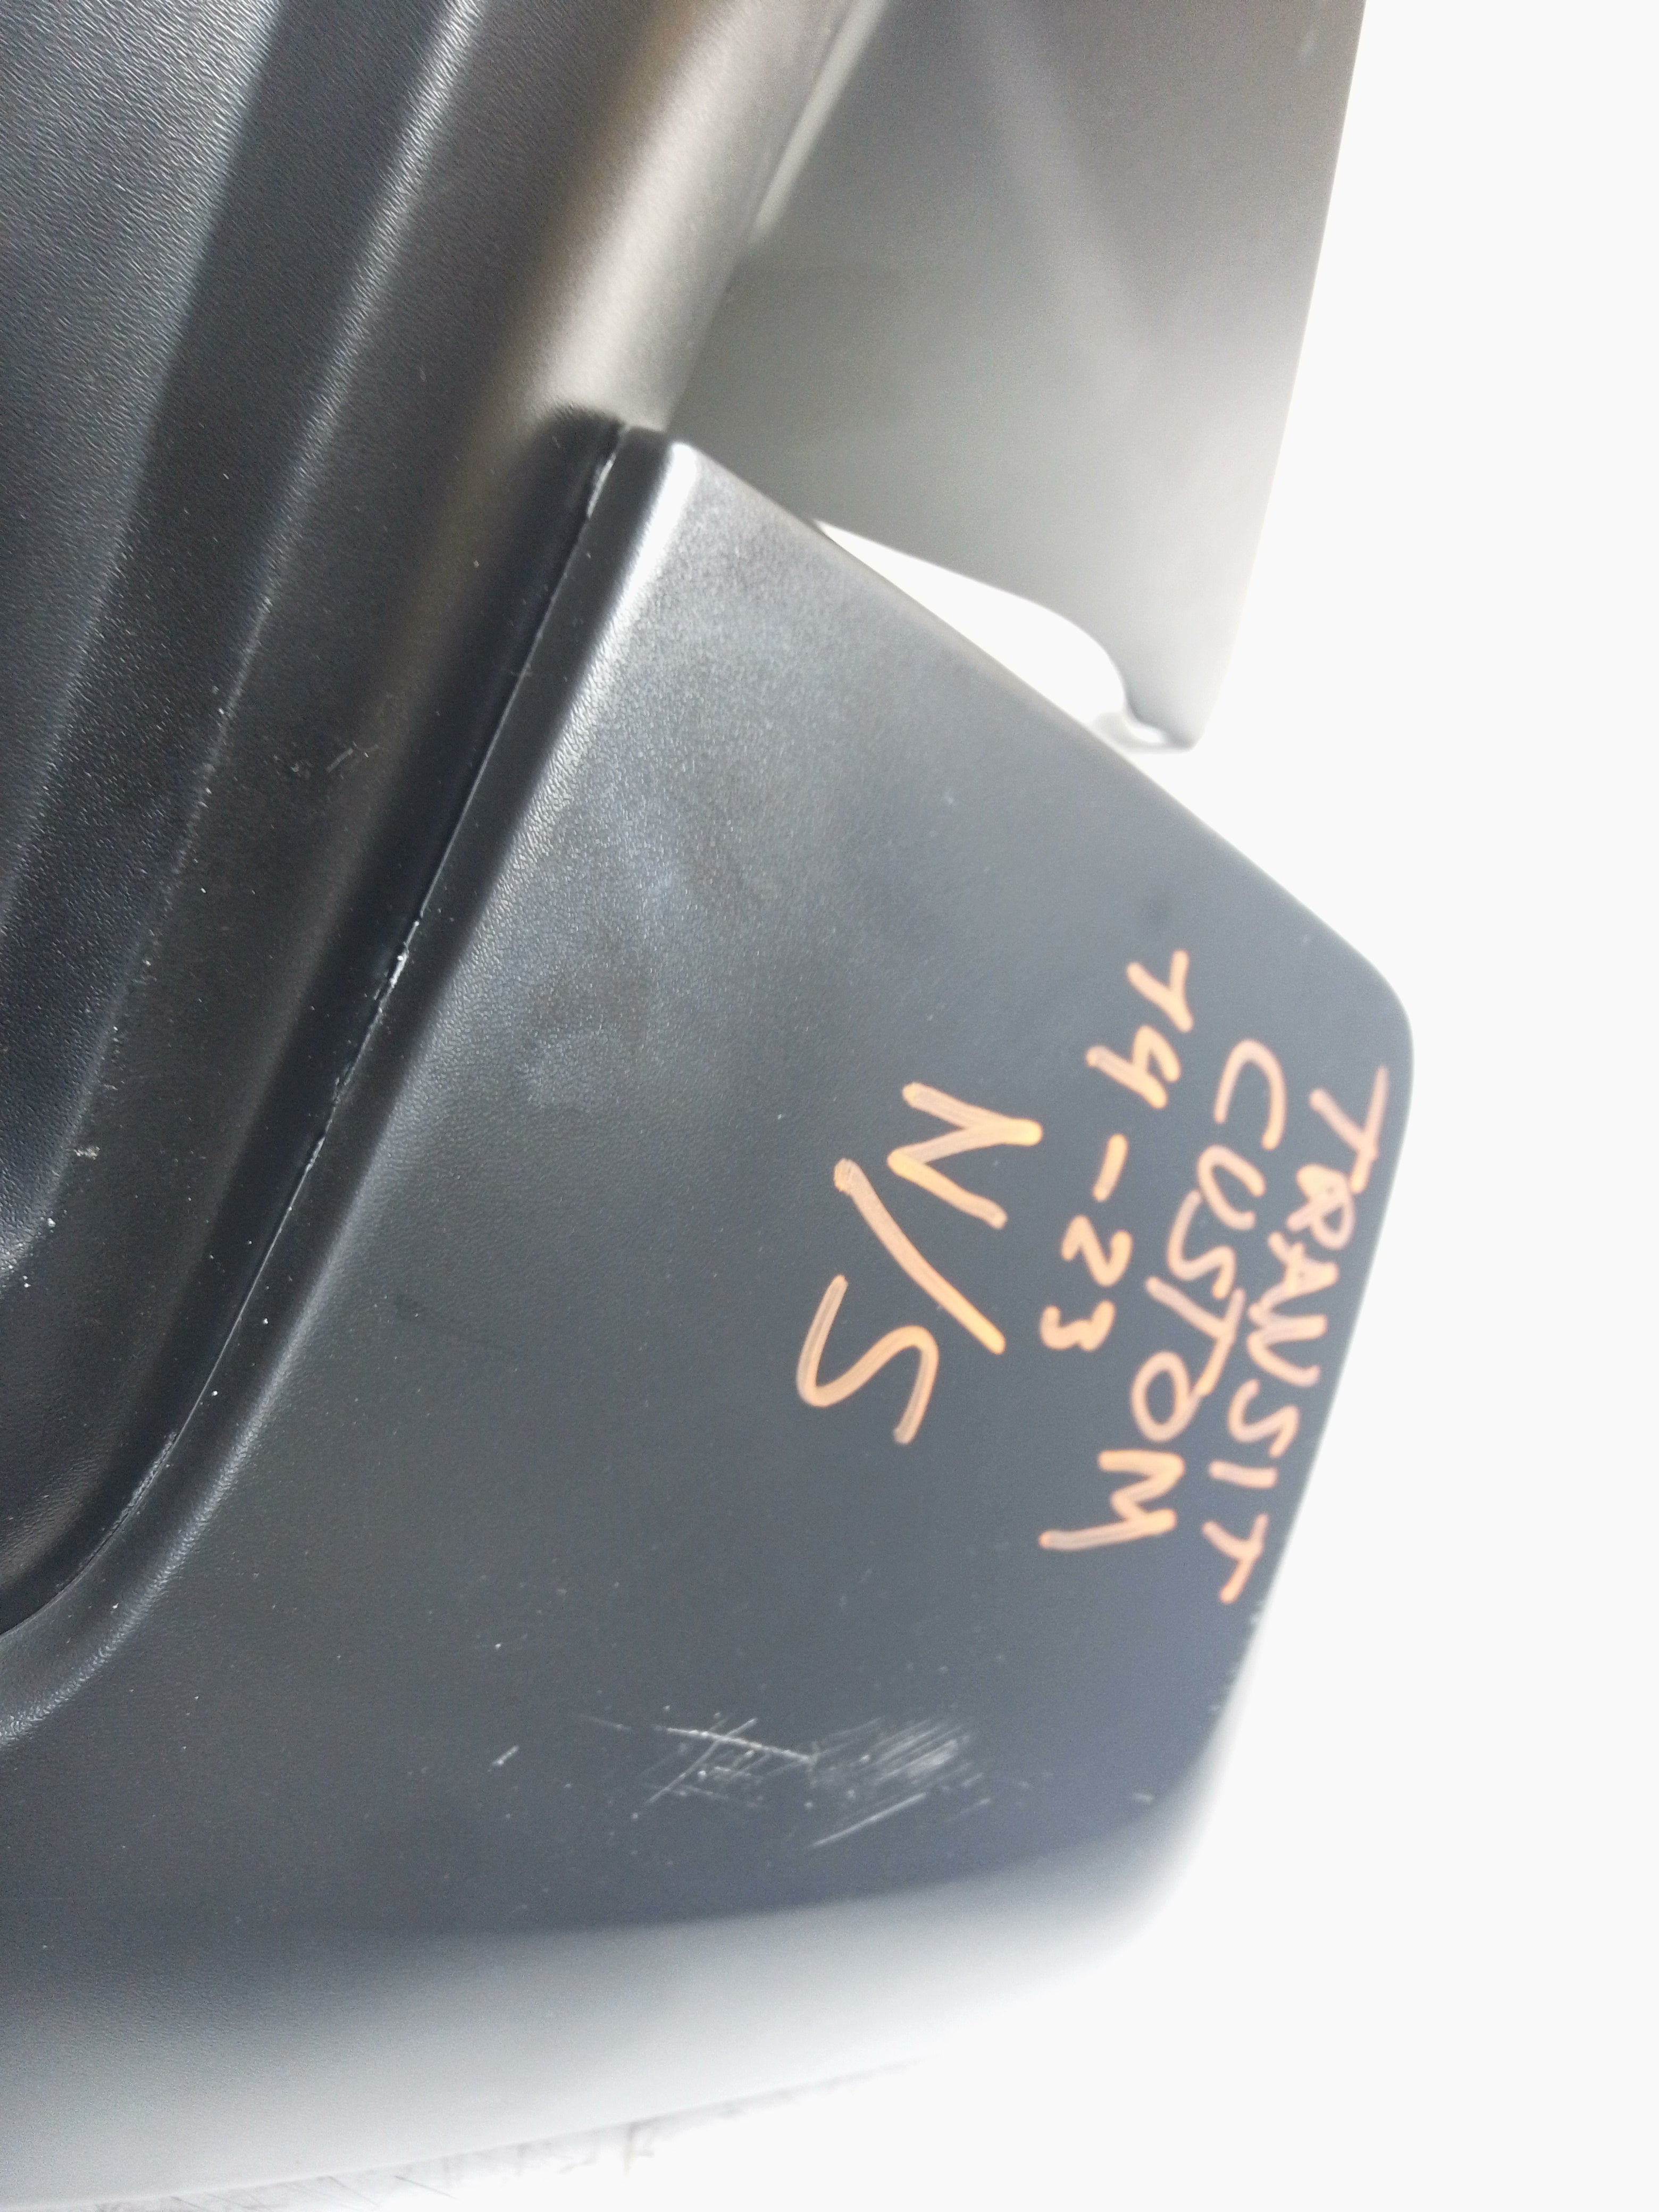 TRANSIT
CUSTOM
14-23
N/S